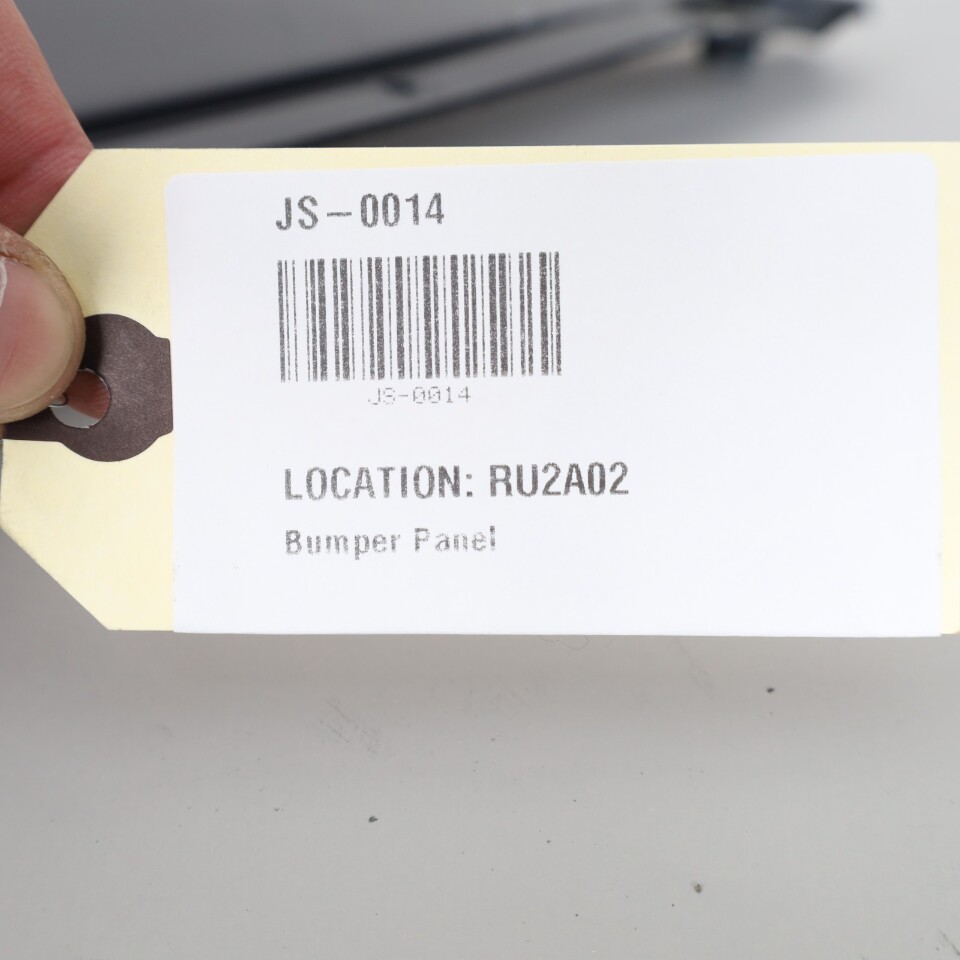 JS-0014
JS-0014
LOCATION: RU2A02
Bumper Panel